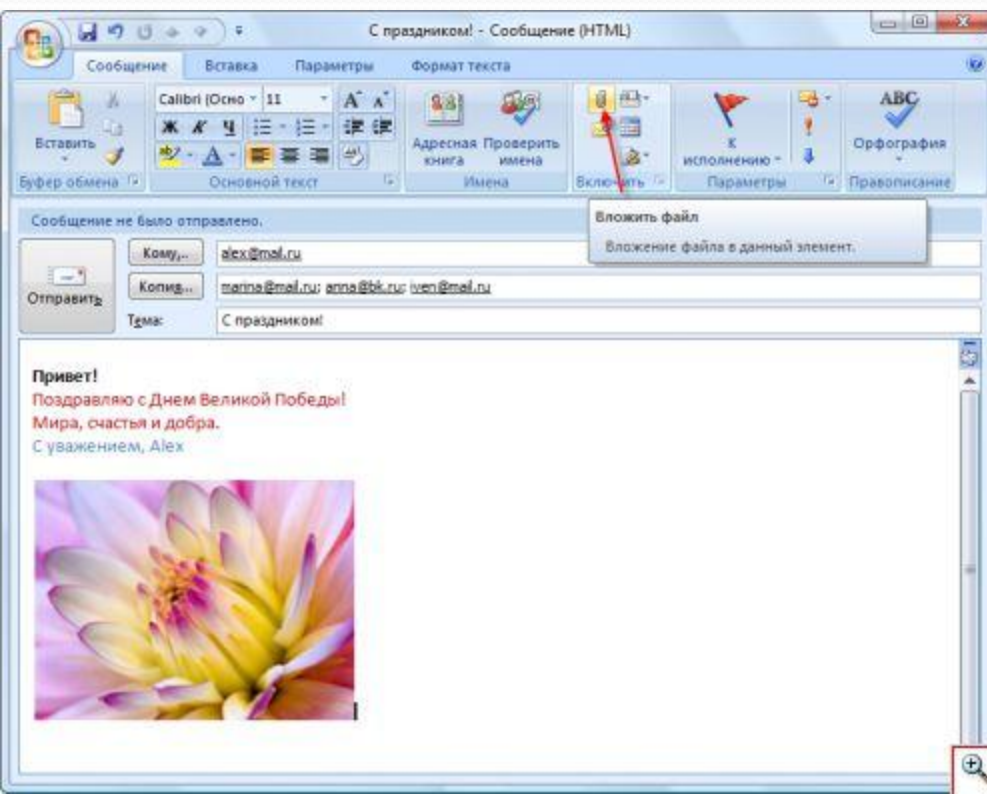 С праздником! - Сообщение (HTML)
Сообщение Вставка Параметры Формат текста
Вставить
Calibri (Осно 11
Ж К Ч
Адресная книга
Проверить имена
К исполнению
ABC
Орфография
Буфер обмена Основной текст Имена Включить Параметры Правописание
Вложить файл
Вложение файла в данный элемент.
Сообщение не было отправлено.
Отправить
Кому... alex@mail.ru
Копия... marina@mail.ru; anna@bk.ru; iven@mail.ru
Тема: С праздником!
Привет!
Поздравляю с Днем Великой Победы!
Мира, счастья и добра.
С уважением, Alex